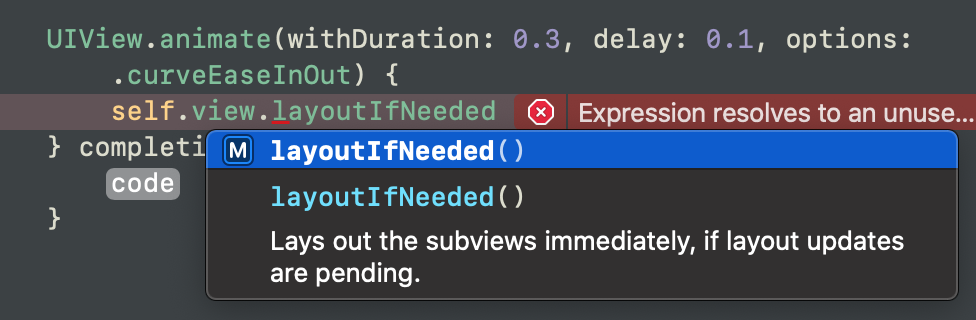 UIView.animate(withDuration: 0.3, delay: 0.1, options:
.curveEaseInOut) {
self.view.layoutIfNeeded Expression resolves to an unuse...
} completi
M layoutIfNeeded()
code
layoutIfNeeded()
}
Lays out the subviews immediately, if layout updates
are pending.